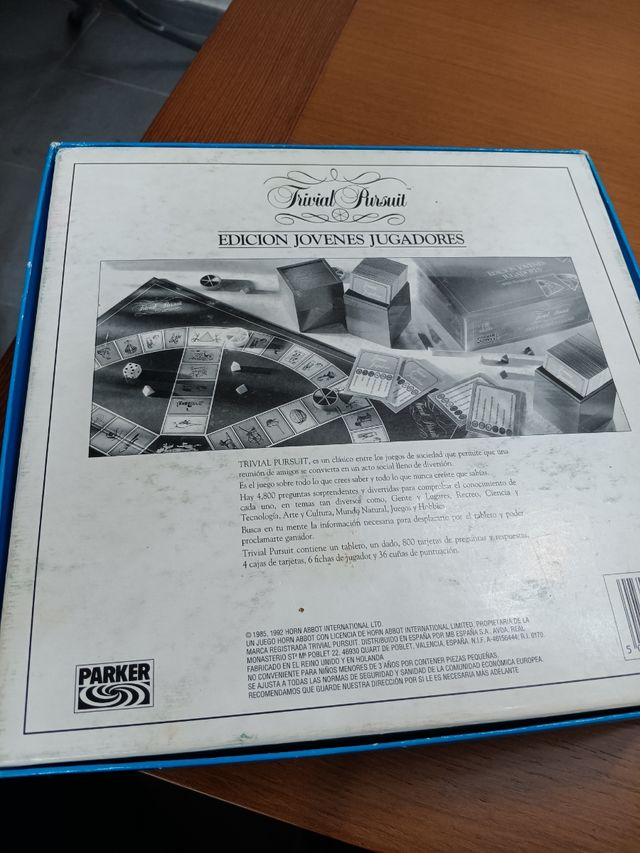 Trivial Pursuit
EDICION JOVENES JUGADORES
TRIVIAL PURSUIT, es un clásico entre los juegos de sociedad que permite que una
reunión de amigos se convierta en un acto social lleno de diversión.
Es el juego sobre todo lo que crees saber y todo lo que nunca creíste que sabías.
Hay 4,800 preguntas sorprendentes y divertidas para comprobar el conocimiento de
cada uno, en temas tan diversos como, Gente y Lugares, Recreo, Ciencia y
Tecnología, Arte y Cultura, Mundo Natural, Juegos y Hobbies.
Busca en tu mente la información necesaria para desplazarte por el tablero y poder
proclamarte ganador.
Trivial Pursuit contiene un tablero, un dado, 800 tarjetas de preguntas y respuestas,
4 cajas de tarjetas, 6 fichas de jugador y 36 cuñas de puntuación.
© 1985, 1992 HORN ABBOT INTERNATIONAL LTD.
UN JUEGO HORN ABBOT CON LICENCIA DE HORN ABBOT INTERNATIONAL LIMITED, PROPIETARIA DE LA
MARCA REGISTRADA TRIVIAL PURSUIT. DISTRIBUIDO EN ESPAÑA POR MB ESPAÑA S.A., AVDA. REAL
MONASTERIO Stª Mª POBLET 22. 46930 QUART DE POBLET, VALENCIA, ESPAÑA. N.I.F. A-46156444; R.I. 0170.
FABRICADO EN EL REINO UNIDO Y EN HOLANDA
NO CONVENIENTE PARA NIÑOS MENORES DE 3 AÑOS POR CONTENER PIEZAS PEQUEÑAS.
SE AJUSTA A TODAS LAS NORMAS DE SEGURIDAD Y SANIDAD DE LA COMUNIDAD ECONÓMICA EUROPEA.
RECOMENDAMOS QUE GUARDE NUESTRA DIRECCIÓN POR SI LE ES NECESARIA MÁS ADELANTE
PARKER
5